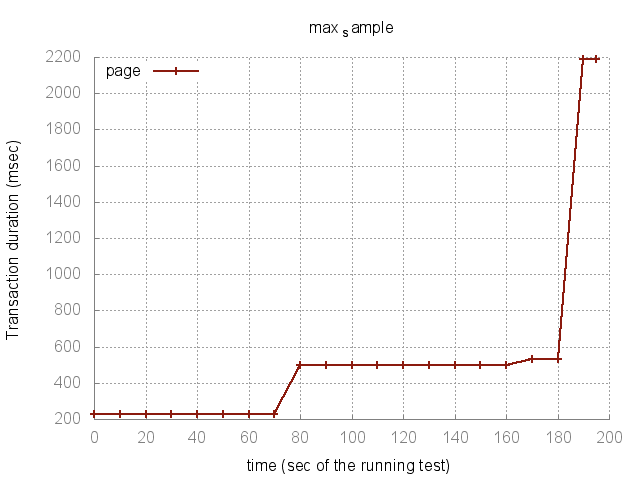 max sample
page
2200
2000
1800
1600
1400
1200
1000
800
600
400
200
Transaction duration (msec)
0 20 40 60 80 100 120 140 160 180 200
time (sec of the running test)